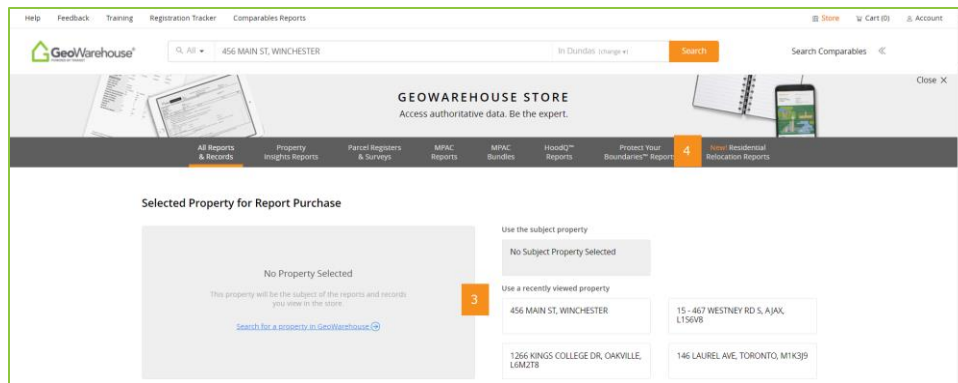 Help Feedback Training Registration Tracker Comparables Reports Store Cart (0) Account
GeoWarehouse®
All 456 MAIN ST, WINCHESTER In Dundas (change) Search Search Comparables
Close X
GEOWAREHOUSE STORE
Access authoritative data. Be the expert.
All Reports & Records
Property Insights Reports
Parcel Registers & Surveys
MPAC Reports
MPAC Bundles
HoodQ™ Reports
Protect Your Boundaries™ Report
4
New! Residential Relocation Reports
Selected Property for Report Purchase
No Property Selected
This property will be the subject of the reports and records
you view in the store.
Search for a property in GeoWarehouse
3
Use the subject property
No Subject Property Selected
Use a recently viewed property
456 MAIN ST, WINCHESTER
15 - 467 WESTNEY RD S, AJAX,
L1S6V8
1266 KINGS COLLEGE DR, OAKVILLE,
L6M2T8
146 LAUREL AVE, TORONTO, M1K3J9